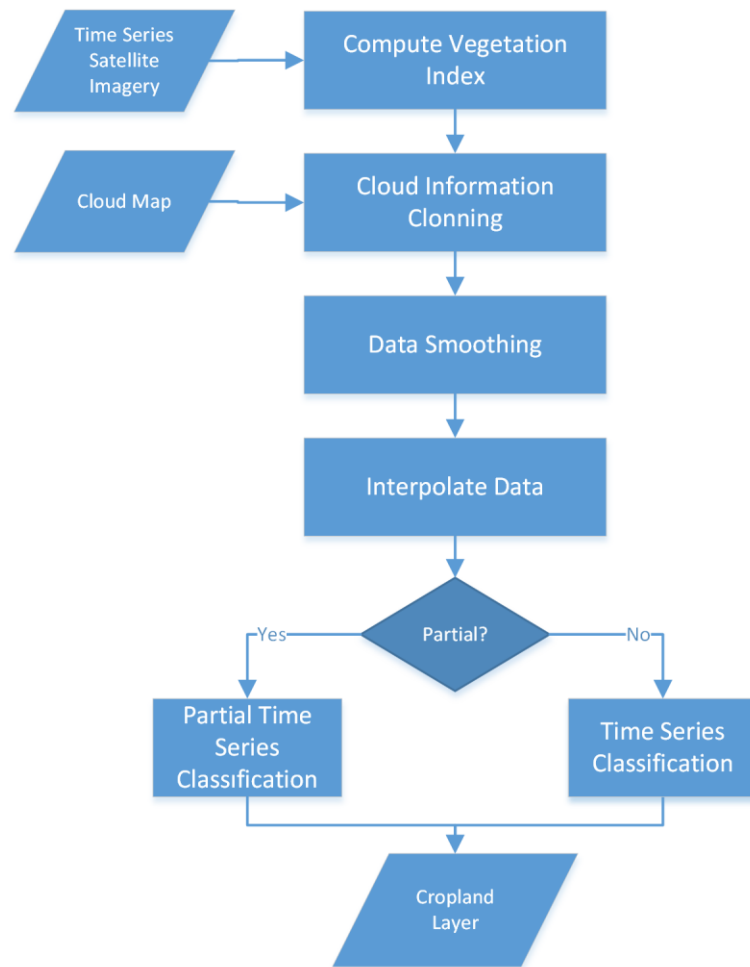 Time Series
Satellite
Imagery
Compute Vegetation
Index
Cloud Map
Cloud Information
Clonning
Data Smoothing
Interpolate Data
Partial?
Yes
No
Partial Time
Series
Classification
Time Series
Classification
Cropland
Layer